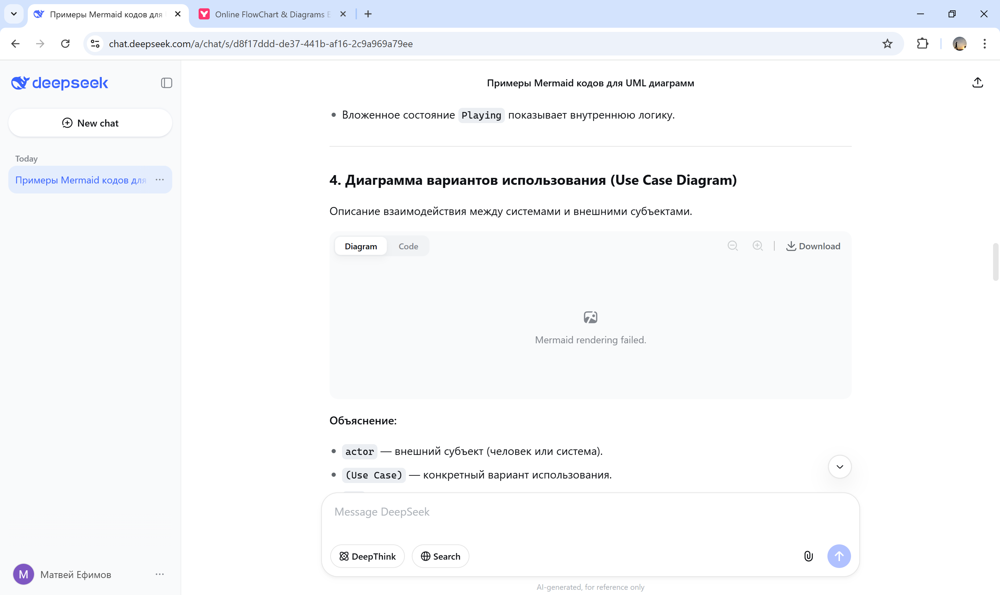 Примеры Mermaid кодов для
Online FlowChart & Diagrams E
chat.deepseek.com/a/chat/s/d8f17ddd-de37-441b-af16-2c9a969a79ee
deepseek
New chat
Today
Примеры Mermaid кодов для
Примеры Mermaid кодов для UML диаграмм
Вложенное состояние Playing показывает внутреннюю логику.
4. Диаграмма вариантов использования (Use Case Diagram)
Описание взаимодействия между системами и внешними субъектами.
Diagram
Code
Download
Mermaid rendering failed.
Объяснение:
actor — внешний субъект (человек или система).
(Use Case) — конкретный вариант использования.
Message DeepSeek
DeepThink
Search
M
Матвей Ефимов
AI-generated, for reference only